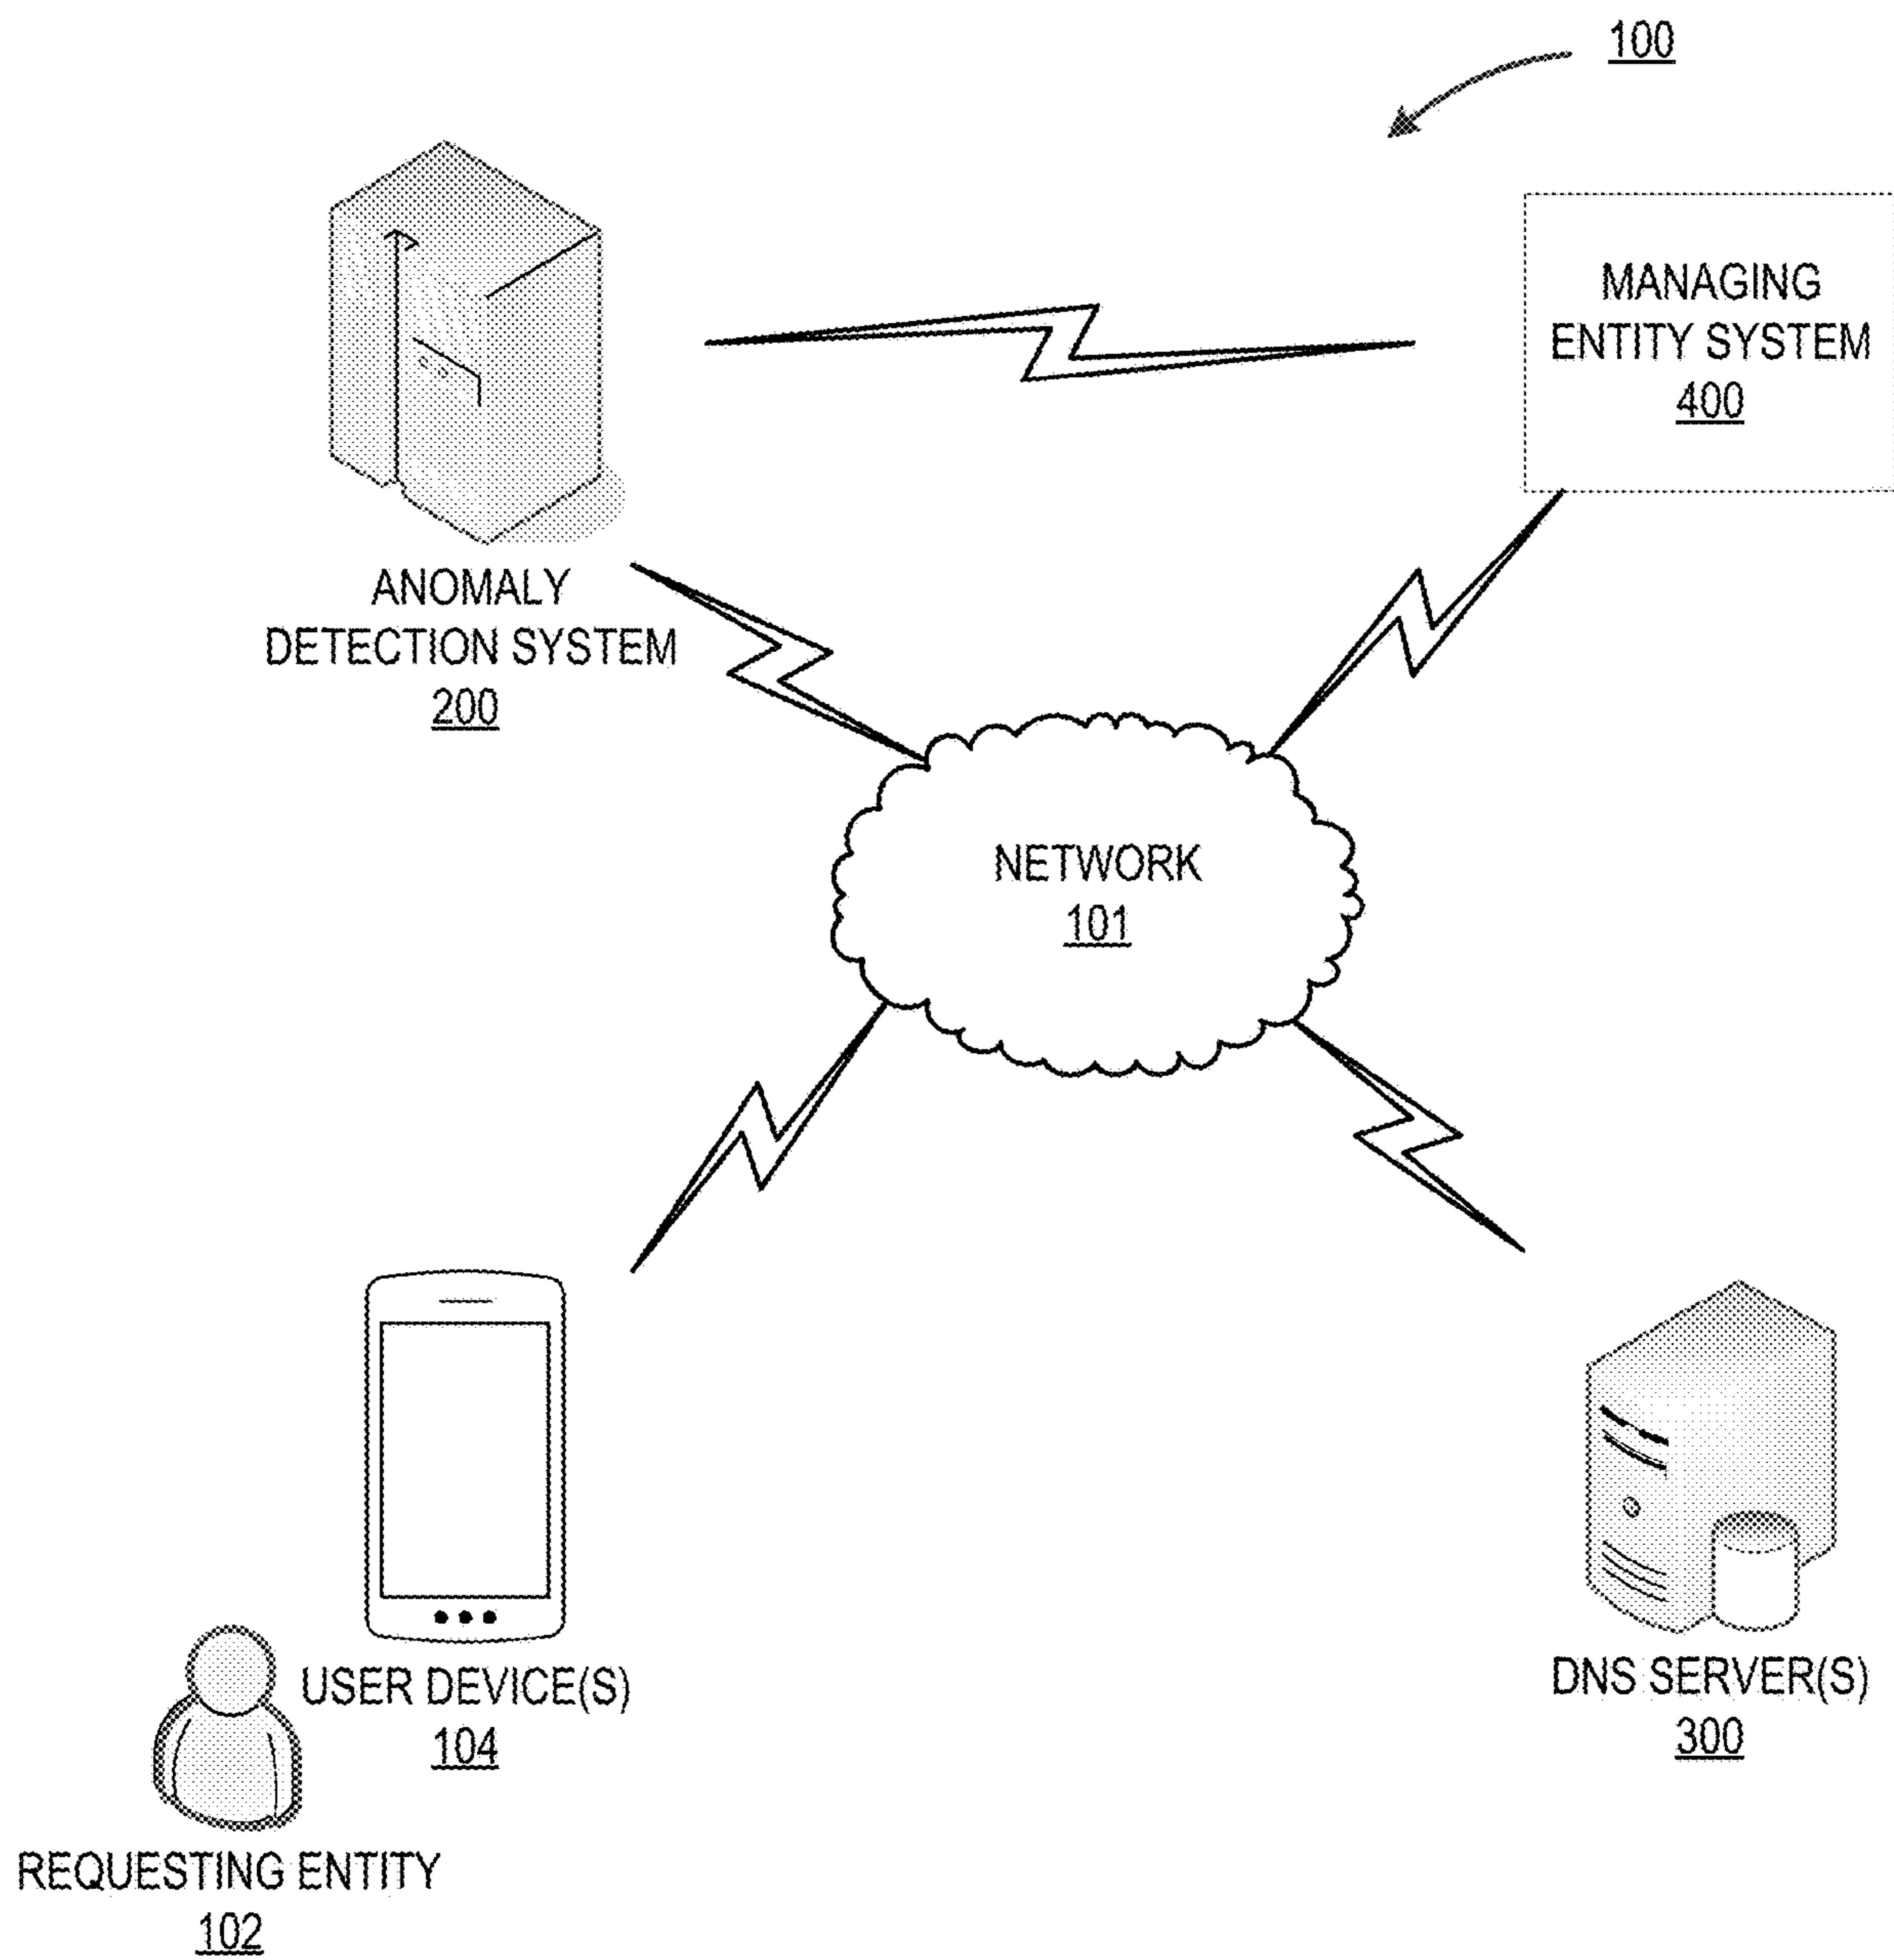 100
MANAGING
ENTITY SYSTEM
400
ANOMALY
DETECTION SYSTEM
200
NETWORK
101
USER DEVICE(S)
104
DNS SERVER(S)
300
REQUESTING ENTITY
102